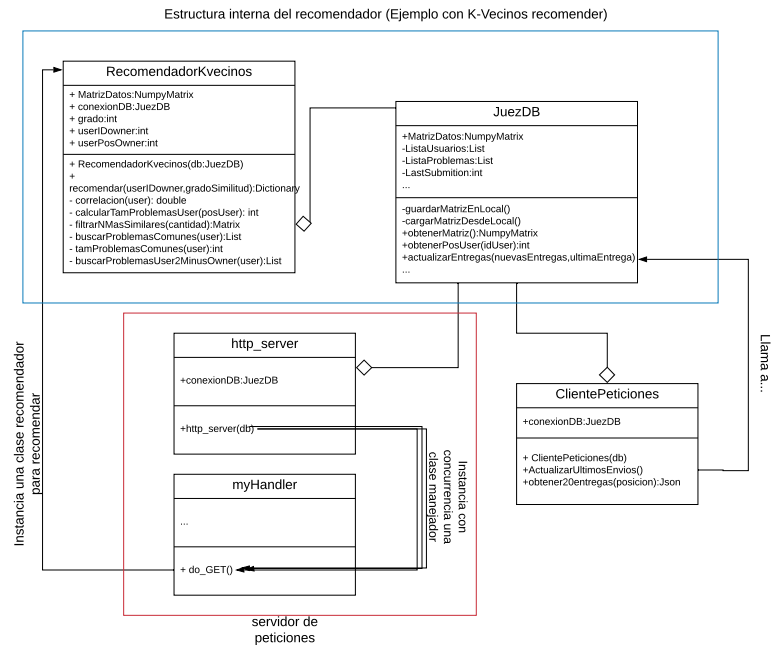 Estructura interna del recomendador (Ejemplo con K-Vecinos recomender)
RecomendadorKvecinos
+ MatrizDatos:NumpyMatrix
+ conexionDB:JuezDB
+ grado:int
+ userIDowner:int
+ userPosOwner:int
+ RecomendadorKvecinos(db:JuezDB)
+
recomendar(userIDowner,gradoSimilitud):Dictionary
- correlacion(user): double
- calcularTamProblemasUser(posUser): int
- filtrarNMasSimilares(cantidad):Matrix
- buscarProblemasComunes(user):List
- tamProblemasComunes(user):int
- buscarProblemasUser2MinusOwner(user):List
JuezDB
+MatrizDatos:NumpyMatrix
-ListaUsuarios:List
-ListaProblemas:List
-LastSubmition:int
...
-guardarMatrizEnLocal()
-cargarMatrizDesdeLocal()
+obtenerMatriz():NumpyMatrix
+obtenerPosUser(idUser):int
+actualizarEntregas(nuevasEntregas,ultimaEntrega)
...
http_server
+conexionDB:JuezDB
+http_server(db)
myHandler
...
+ do_GET()
Instancia con
concurrencia una
clase manejador
servidor de
peticiones
Instancia una clase recomendador
para recomendar
ClientePeticiones
+conexionDB:JuezDB
+ ClientePeticiones(db)
+ActualizarUltimosEnvios()
+obtener20entregas(posicion):Json
Llama a...